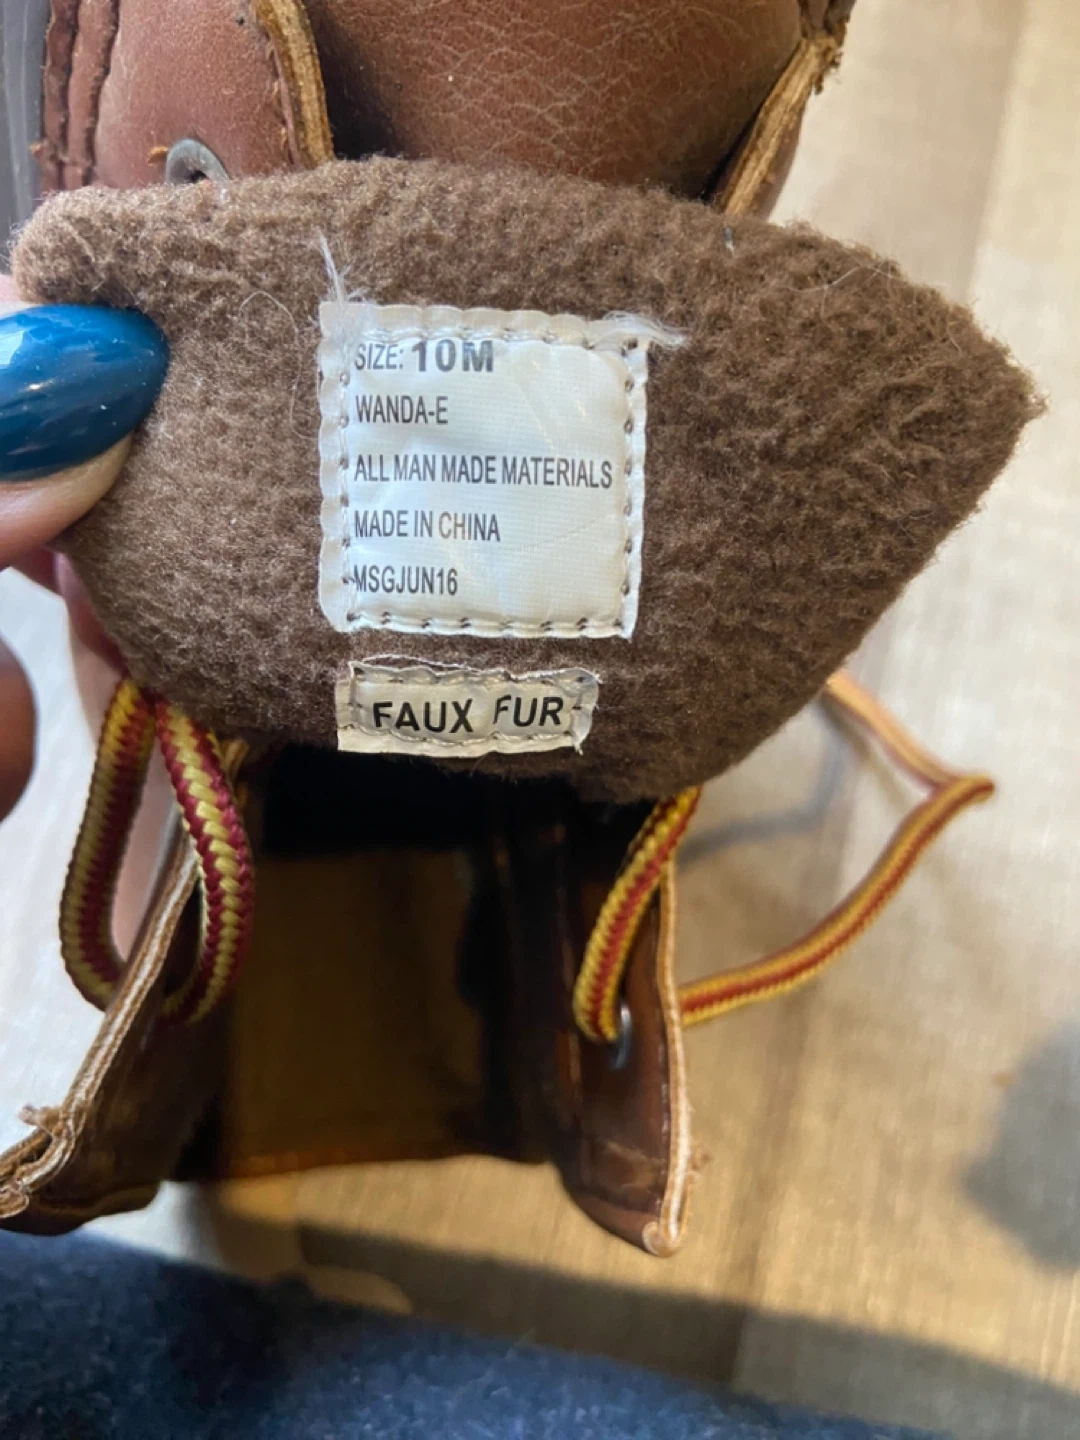 SIZE: 10M
WANDA-E
ALL MAN MADE MATERIALS
MADE IN CHINA
MSGJUN16
FAUX FUR